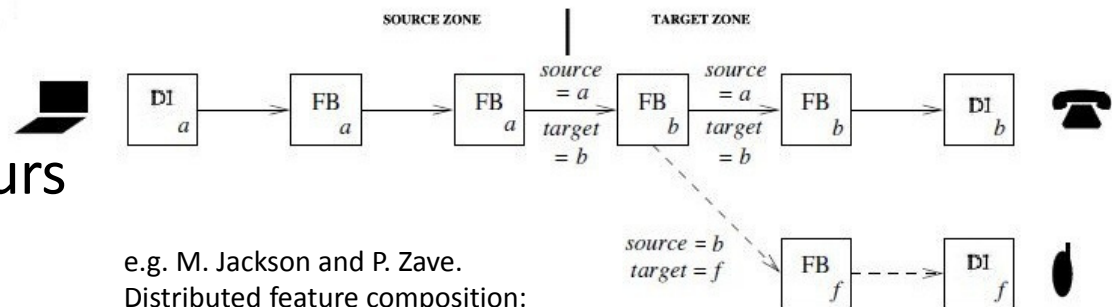 SOURCE ZONE
TARGET ZONE
DI a
FB a
FB a
source = a
target = b
FB b
source = a
target = b
FB b
DI b
urs
source = b
target = f
FB f
DI f
e.g. M. Jackson and P. Zave.
Distributed feature composition: